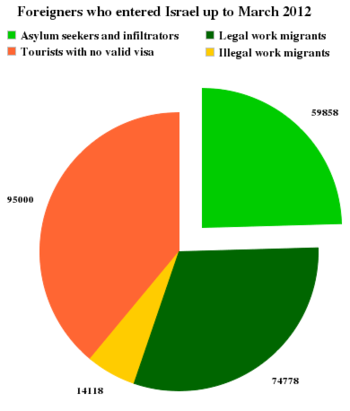 Foreigners who entered Israel up to March 2012
Asylum seekers and infiltrators
Legal work migrants
Tourists with no valid visa
Illegal work migrants
59858
95000
14118
74778